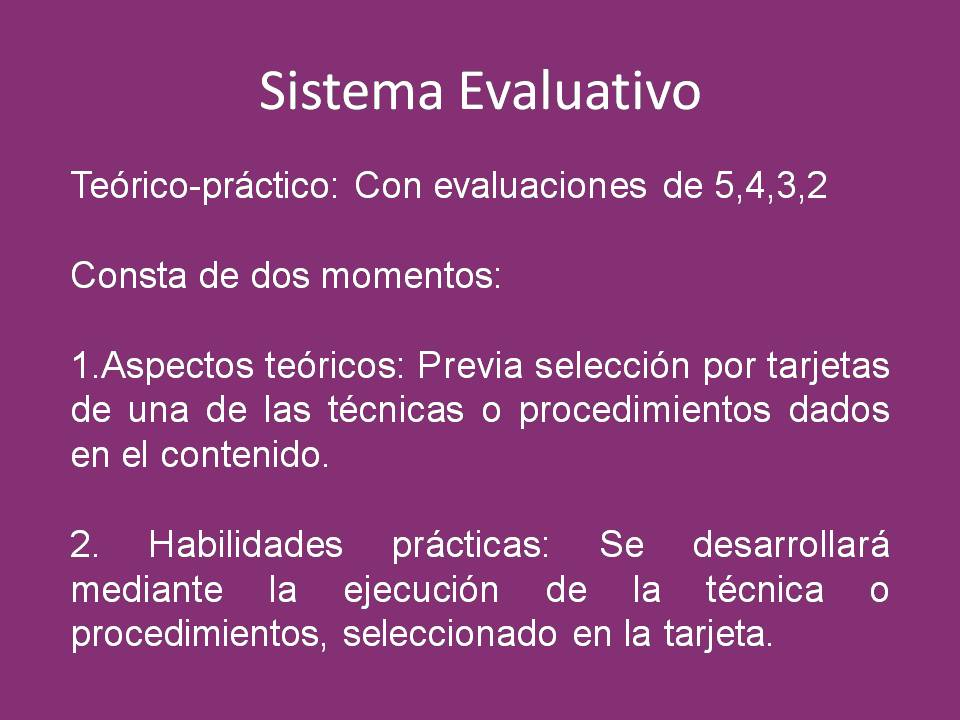 Sistema Evaluativo
Teórico-práctico: Con evaluaciones de 5,4,3,2
Consta de dos momentos:
1.Aspectos teóricos: Previa selección por tarjetas
de una de las técnicas o procedimientos dados
en el contenido.
2. Habilidades prácticas: Se desarrollará
mediante la ejecución de la técnica o
procedimientos, seleccionado en la tarjeta.